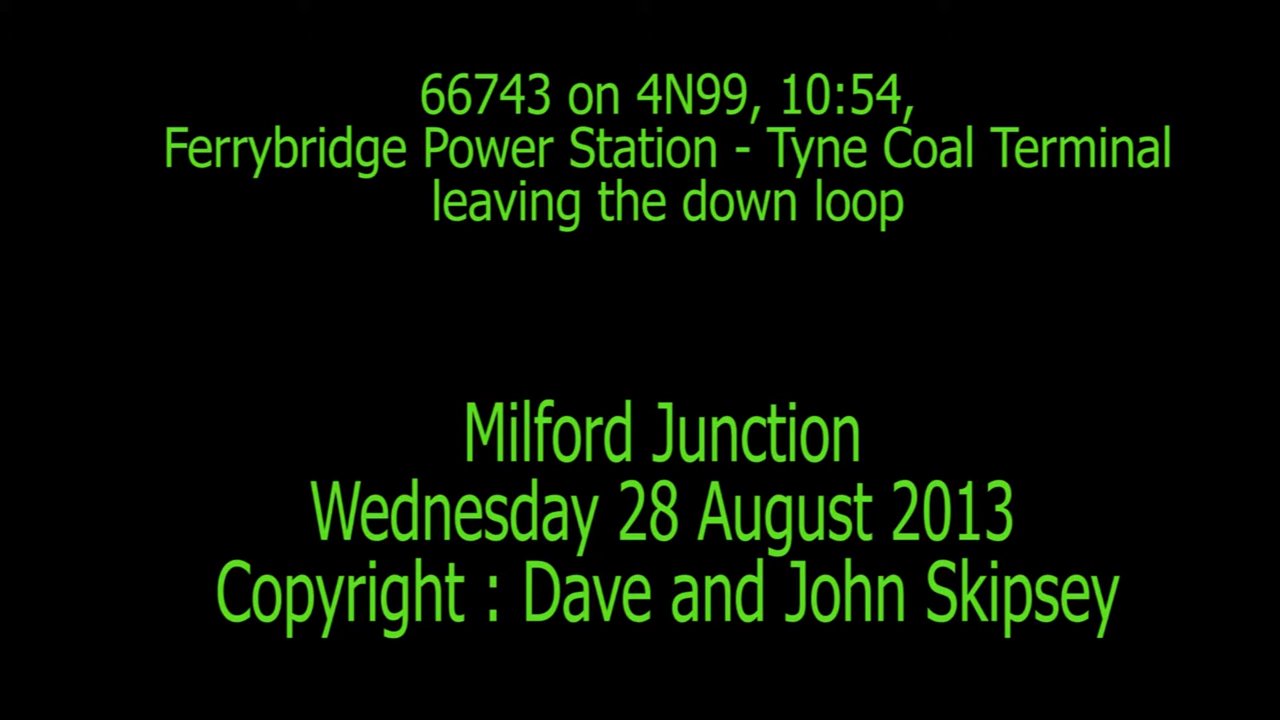 66743 on 4N99, 10:54,
Ferrybridge Power Station - Tyne Coal Terminal
leaving the down loop
Milford Junction
Wednesday 28 August 2013
Copyright : Dave and John Skipsey